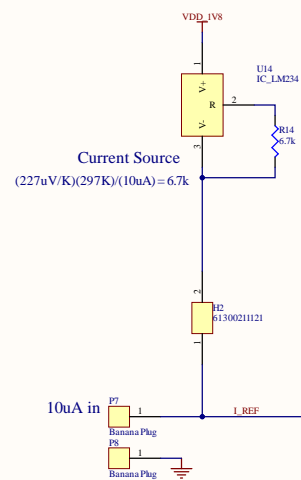 VDD_1V8
1
U14
IC_LM234
V+
R
2
V-
3
R14
6.7k
Current Source
(227uV/K)(297K)/(10uA) = 6.7k
2
H2
61300211121
1
10uA in
P7
1
I_REF
Banana Plug
P8
1
Banana Plug